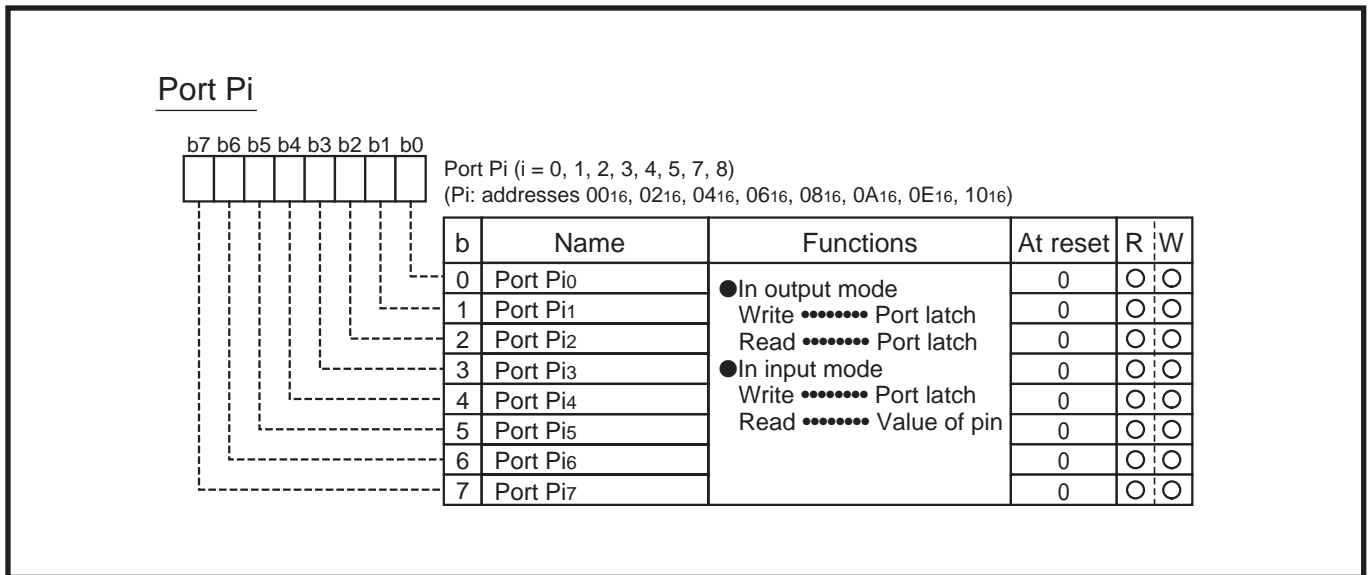 Port Pi
b7 b6 b5 b4 b3 b2 b1 b0
Port Pi (i = 0, 1, 2, 3, 4, 5, 7, 8)
(Pi: addresses 0016, 0216, 0416, 0616, 0816, 0A16, 0E16, 1016)
b Name Functions At reset R W
0 Port Pi0 0 ○ ○
1 Port Pi1 0 ○ ○
2 Port Pi2 0 ○ ○
3 Port Pi3 0 ○ ○
4 Port Pi4 0 ○ ○
5 Port Pi5 0 ○ ○
6 Port Pi6 0 ○ ○
7 Port Pi7 0 ○ ○
●In output mode
Write •••••••• Port latch
Read •••••••• Port latch
●In input mode
Write •••••••• Port latch
Read •••••••• Value of pin